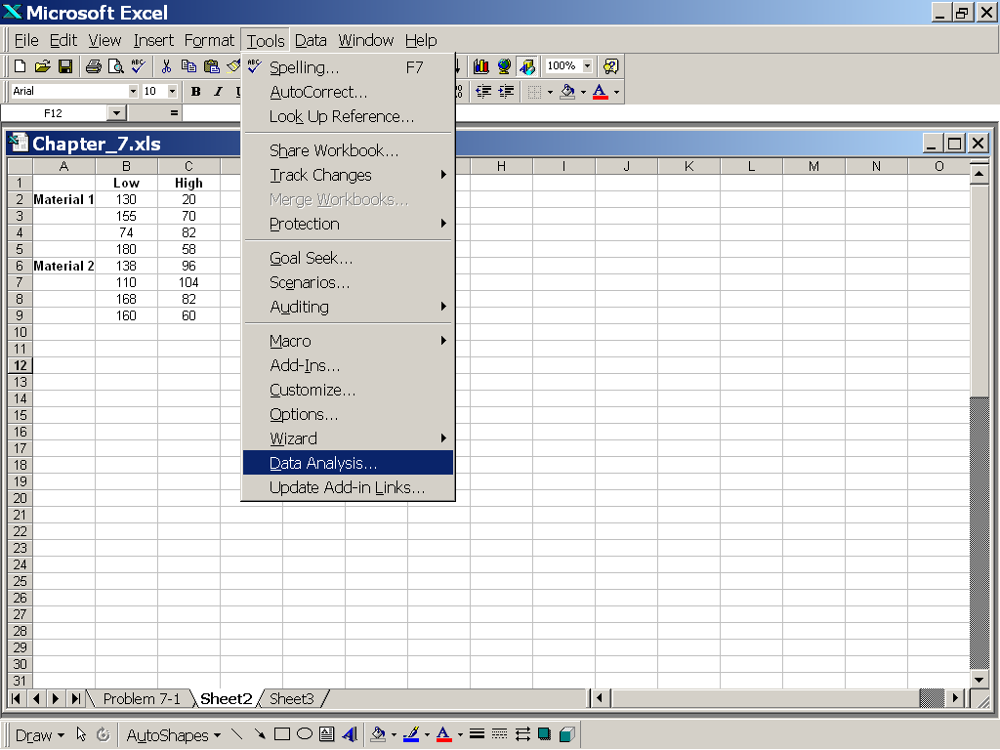 Microsoft Excel
File Edit View Insert Format Tools Data Window Help
ABC ABC 100% ?
Arial 10 B I U A
F12 =
Spelling... F7
AutoCorrect...
Look Up Reference...
Share Workbook...
Track Changes
Merge Workbooks...
Protection
Goal Seek...
Scenarios...
Auditing
Macro
Add-Ins...
Customize...
Options...
Wizard
Data Analysis...
Update Add-in Links...
Chapter_7.xls
A B C H I J K L M N O
1 Low High
2 Material 1 130 20
3 155 70
4 74 82
5 180 58
6 Material 2 138 96
7 110 104
8 168 82
9 160 60
10
11
12
13
14
15
16
17
18
19
20
21
22
23
24
25
26
27
28
29
30
31
Problem 7-1 Sheet2 Sheet3
Draw AutoShapes A A